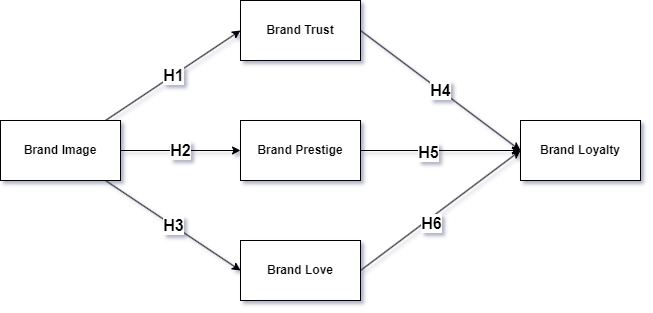 Brand Trust
H1
H4
Brand Image
H2
Brand Prestige
H5
Brand Loyalty
H3
H6
Brand Love